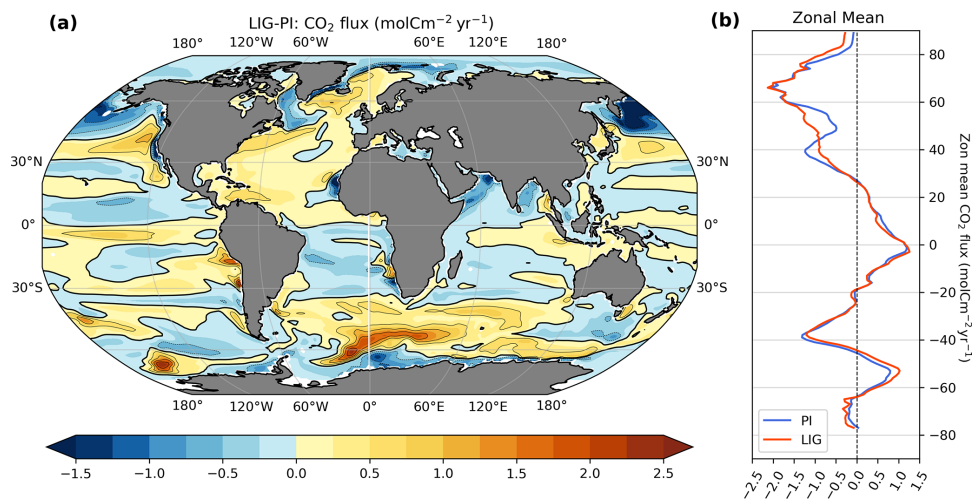 (a)
LIG-PI: CO₂ flux (molCm⁻² yr⁻¹)
180° 120°W 60°W 0° 60°E 120°E 180°
30°N 30°N
0° 0°
30°S 30°S
180° 120°W 60°W 0° 60°E 120°E 180°
−1.5 −1.0 −0.5 0.0 0.5 1.0 1.5 2.0 2.5
(b)
Zonal Mean
80
60
40
20
0
−20
−40
−60
−80
Zon mean CO₂ flux (molCm⁻² yr⁻¹)
PI
LIG
−2.5 −2.0 −1.5 −1.0 −0.5 0.0 0.5 1.0 1.5